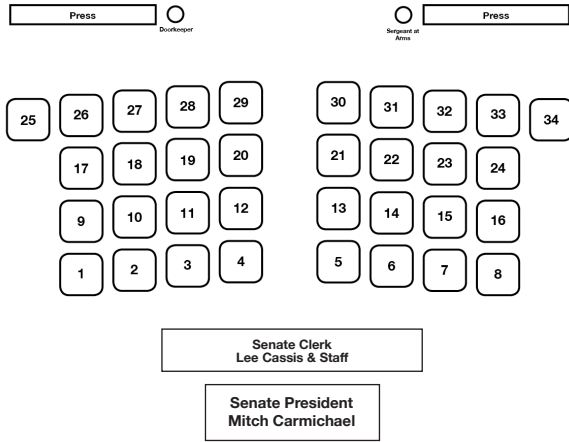 Press
Doorkeeper
Sergeant at
Arms
Press
25 26 27 28 29 30 31 32 33 34
17 18 19 20 21 22 23 24
9 10 11 12 13 14 15 16
1 2 3 4 5 6 7 8
Senate Clerk
Lee Cassis & Staff
Senate President
Mitch Carmichael